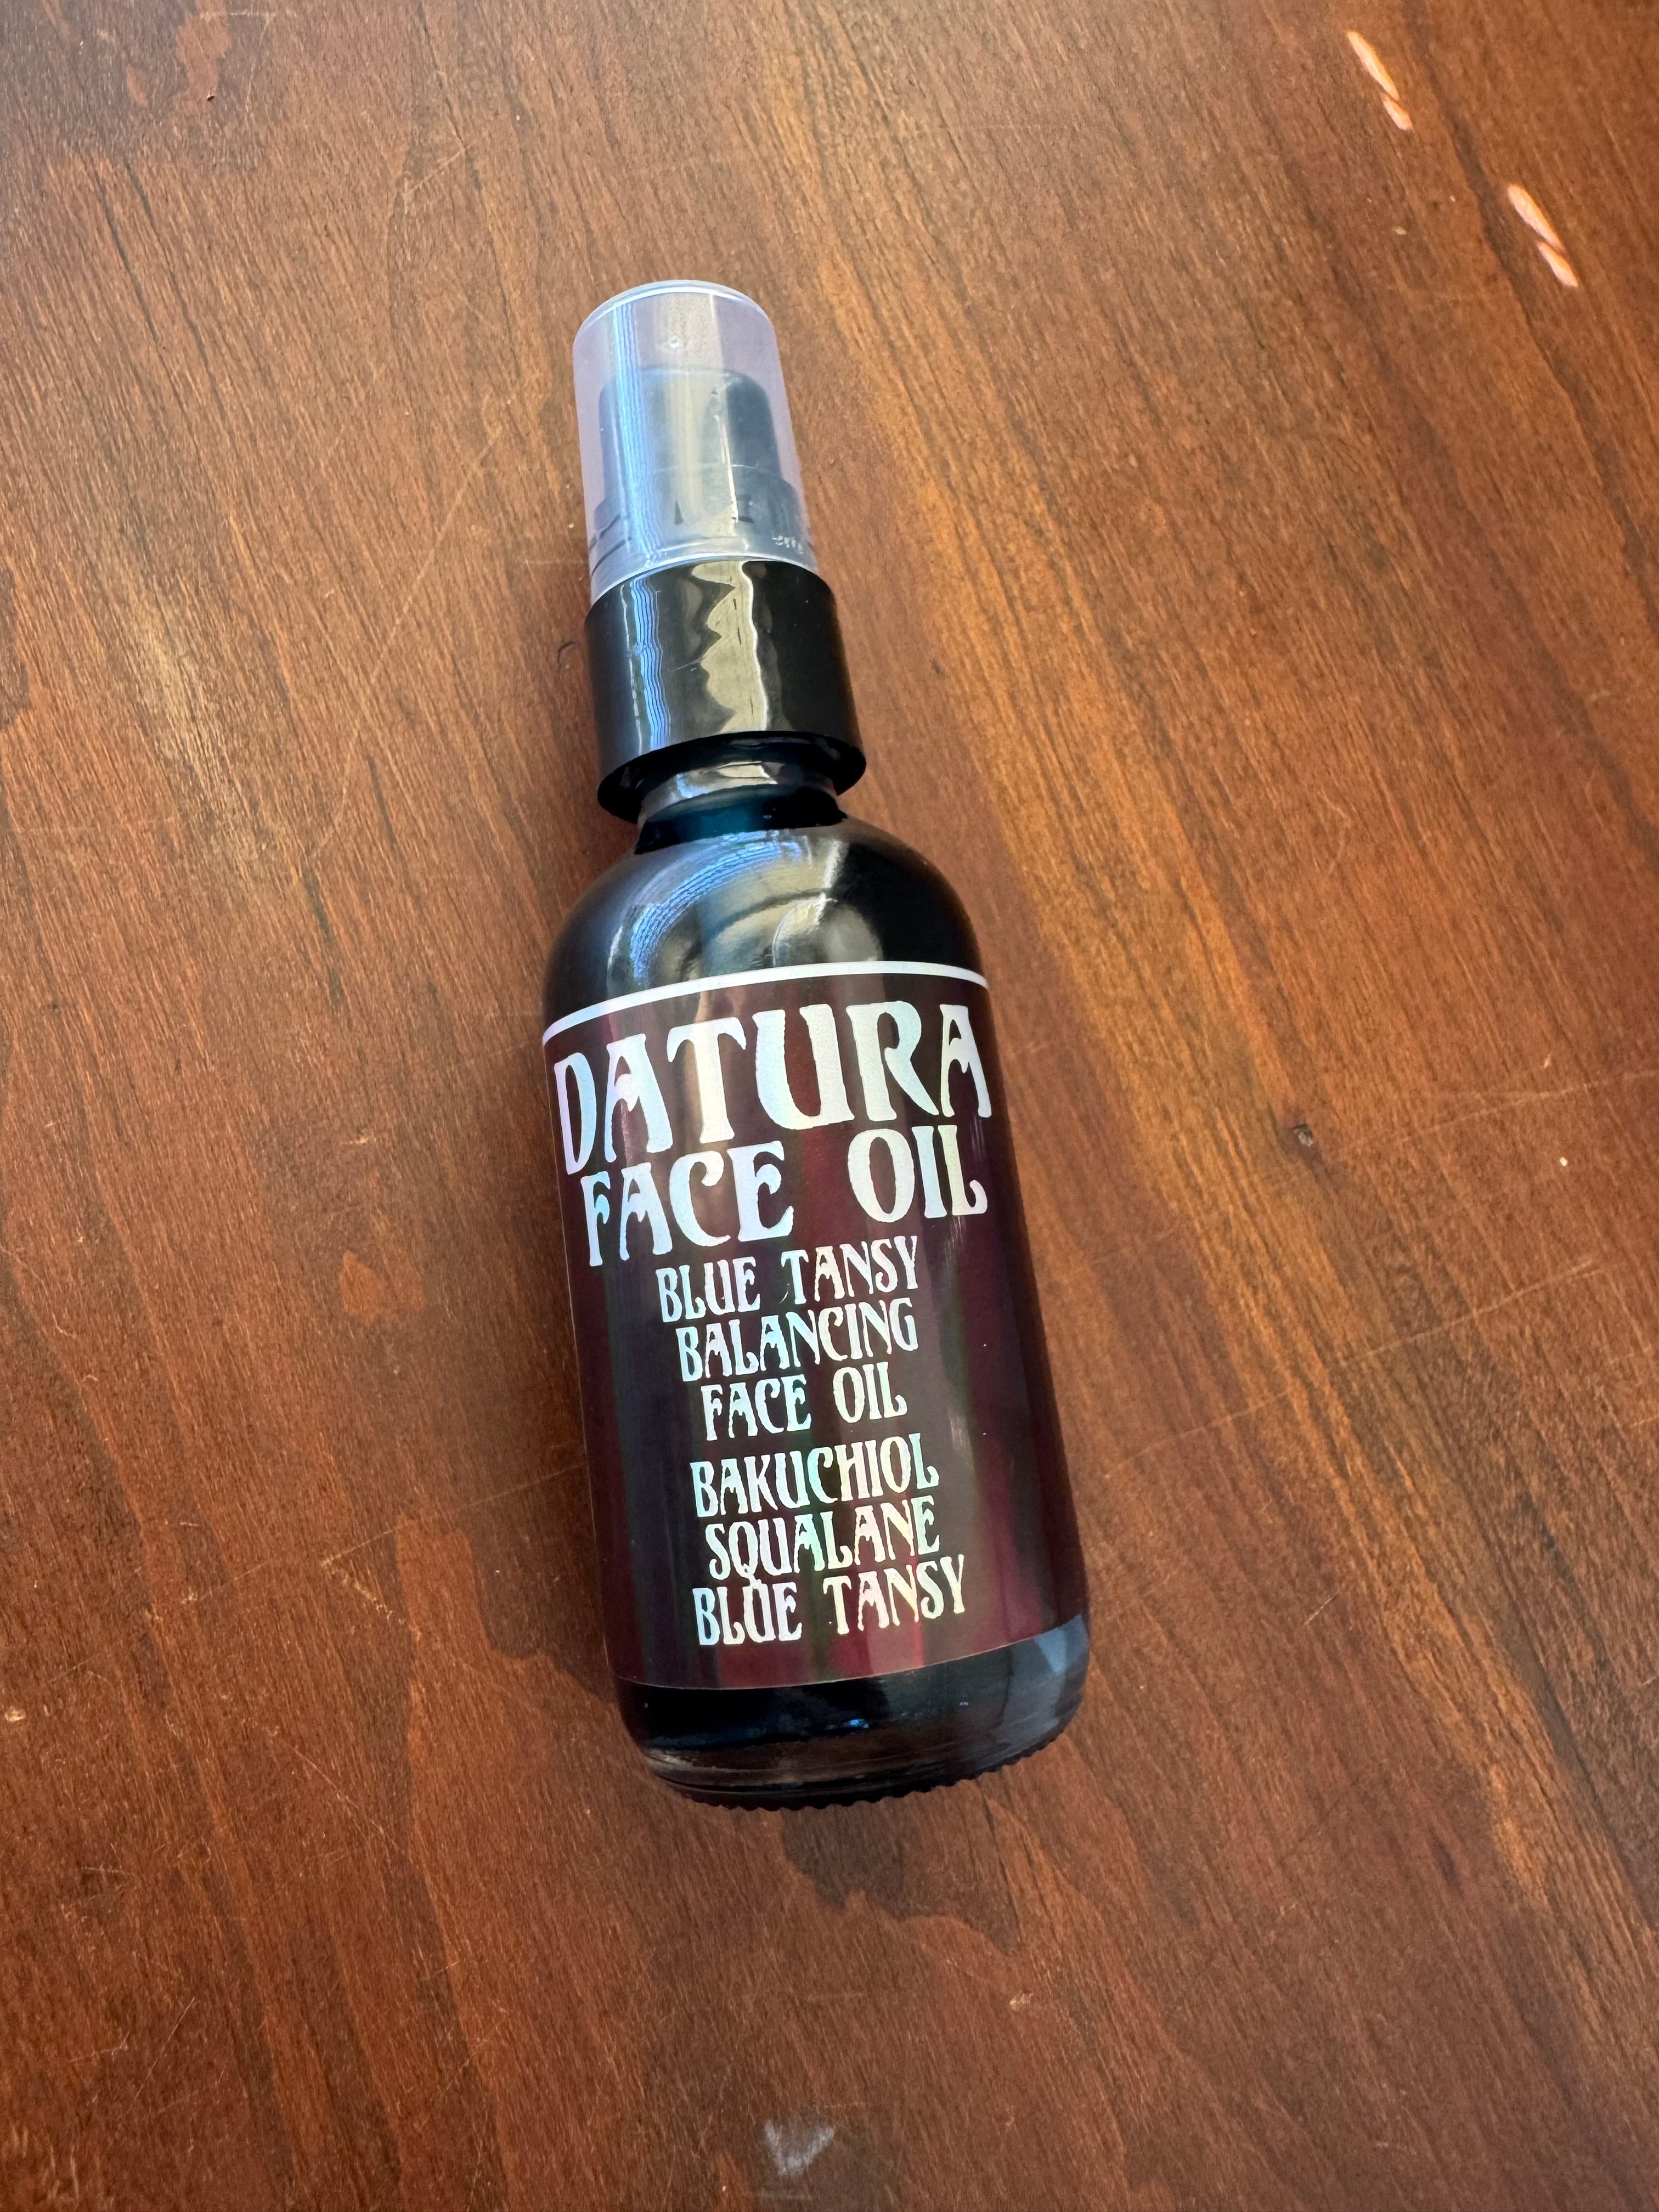 DATURA
FACE OIL
BLUE TANSY
BALANCING
FACE OIL
BAKUCHIOL
SQUALANE
BLUE TANSY